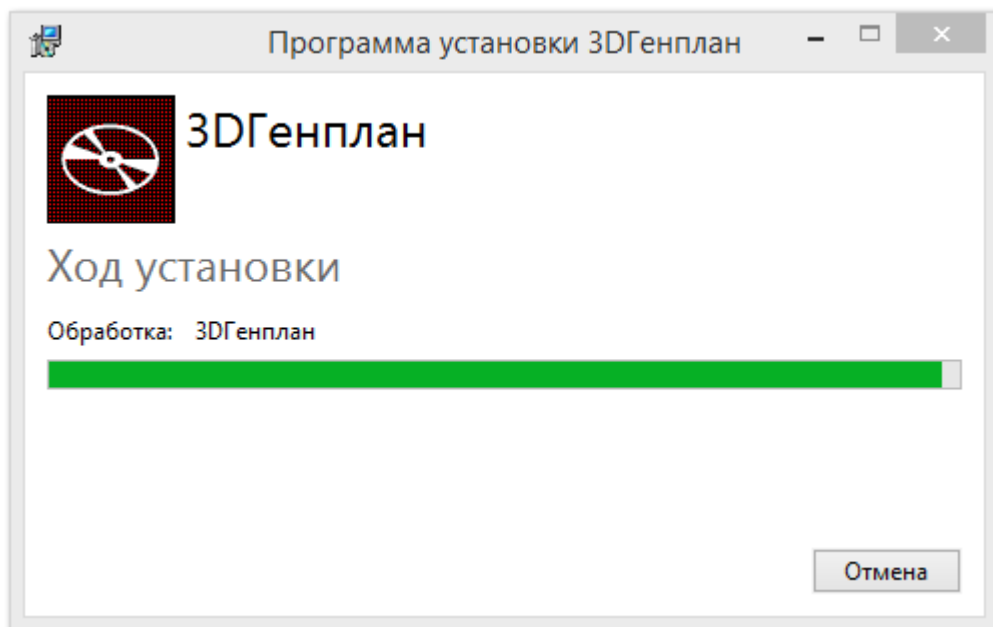 Программа установки 3DГенплан
3DГенплан
Ход установки
Обработка: 3DГенплан
Отмена